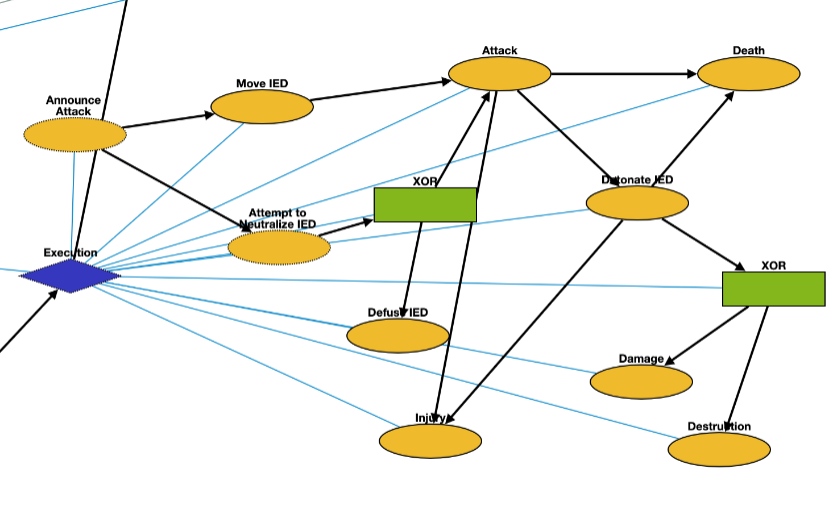 Attack
Death
Move IED
Announce
Attack
XOR
Detonate IED
Attempt to
Neutralize IED
Execution
XOR
Defuse IED
Damage
Injury
Destruction